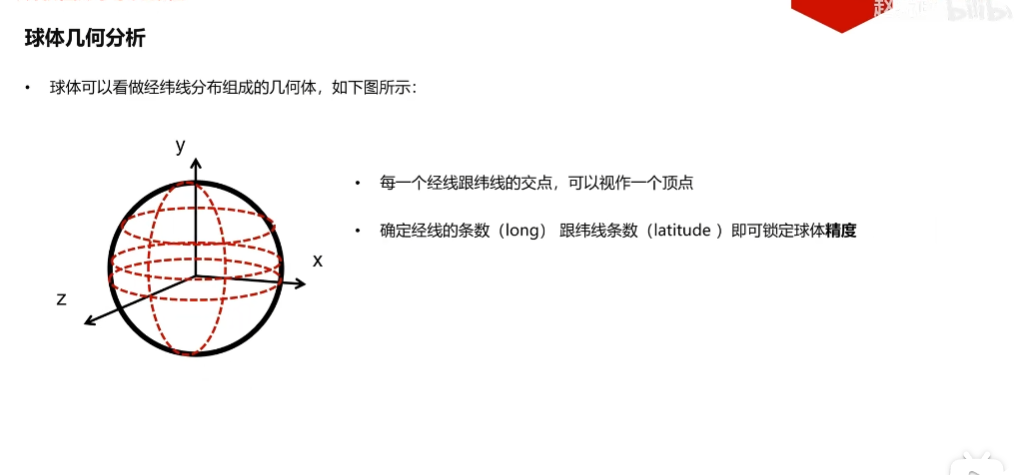 球体几何分析
• 球体可以看做经纬线分布组成的几何体，如下图所示：
y
• 每一个经线跟纬线的交点，可以视作一个顶点
• 确定经线的条数（long） 跟纬线条数（latitude ）即可锁定球体精度
x
z